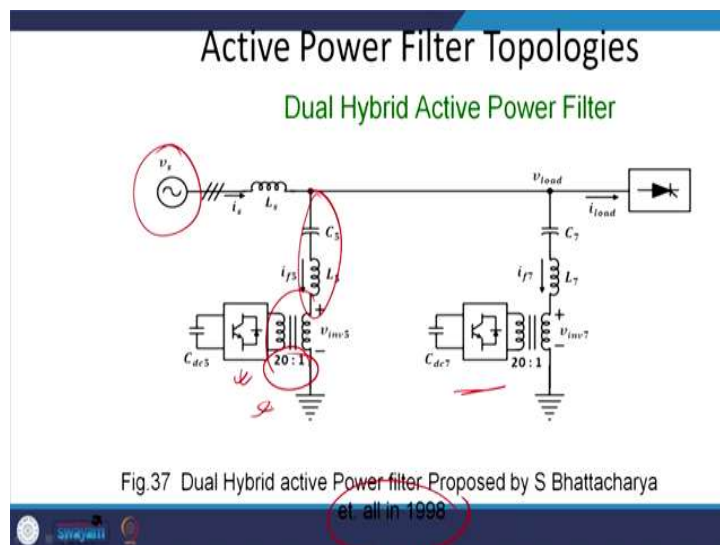 Active Power Filter Topologies
Dual Hybrid Active Power Filter
v_s
i_s
L_s
v_load
i_load
C_5
C_7
i_f5
L_5
i_f7
L_7
+
v_inv5
−
+
v_inv7
−
C_dc5
20 : 1
C_dc7
20 : 1
Fig.37 Dual Hybrid active Power filter Proposed by S Bhattacharya
et. all in 1998
swayam